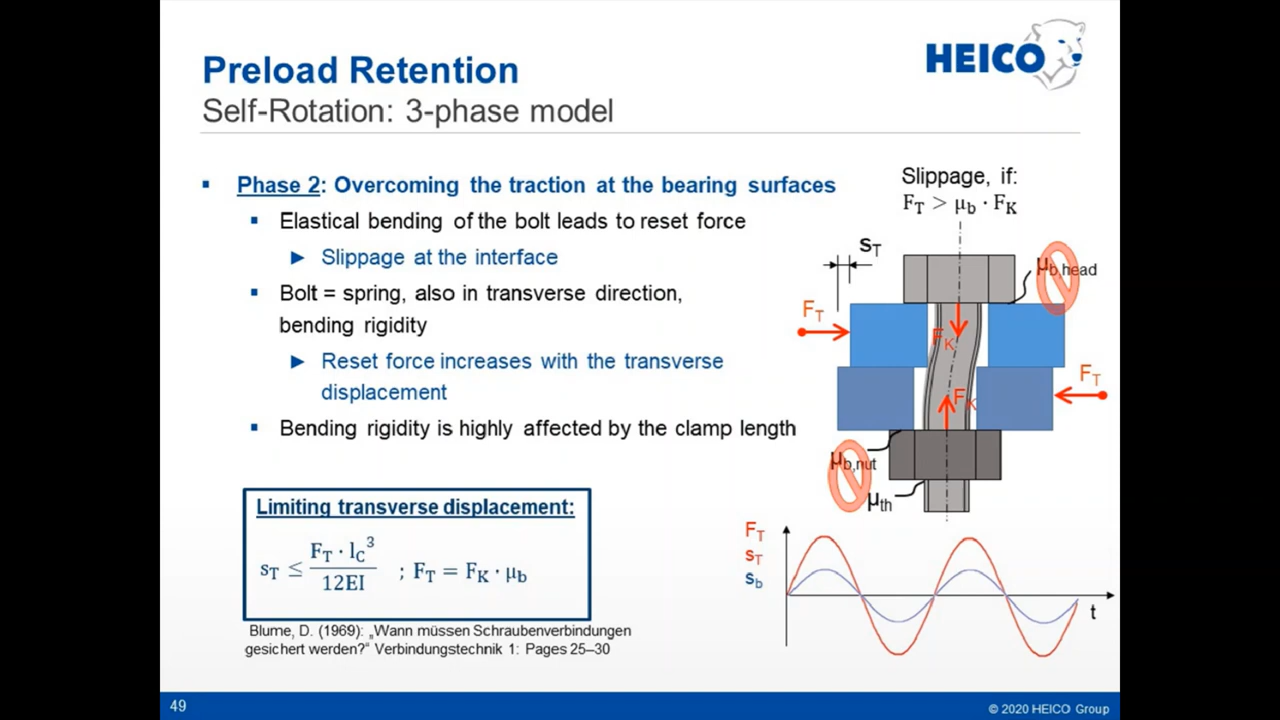 HEICO
Preload Retention
Self-Rotation: 3-phase model
▪ Phase 2: Overcoming the traction at the bearing surfaces
▪ Elastical bending of the bolt leads to reset force
► Slippage at the interface
▪ Bolt = spring, also in transverse direction,
bending rigidity
► Reset force increases with the transverse
displacement
▪ Bending rigidity is highly affected by the clamp length
Limiting transverse displacement:
s_T ≤ F_T · l_C³ / 12EI ; F_T = F_K · μ_b
Blume, D. (1969): „Wann müssen Schraubenverbindungen
gesichert werden?“ Verbindungstechnik 1: Pages 25–30
Slippage, if:
F_T > μ_b · F_K
s_T
μ_b,head
F_T
F_K
F_T
F_K
μ_b,nut
μ_th
F_T
s_T
s_b
t
49
© 2020 HEICO Group